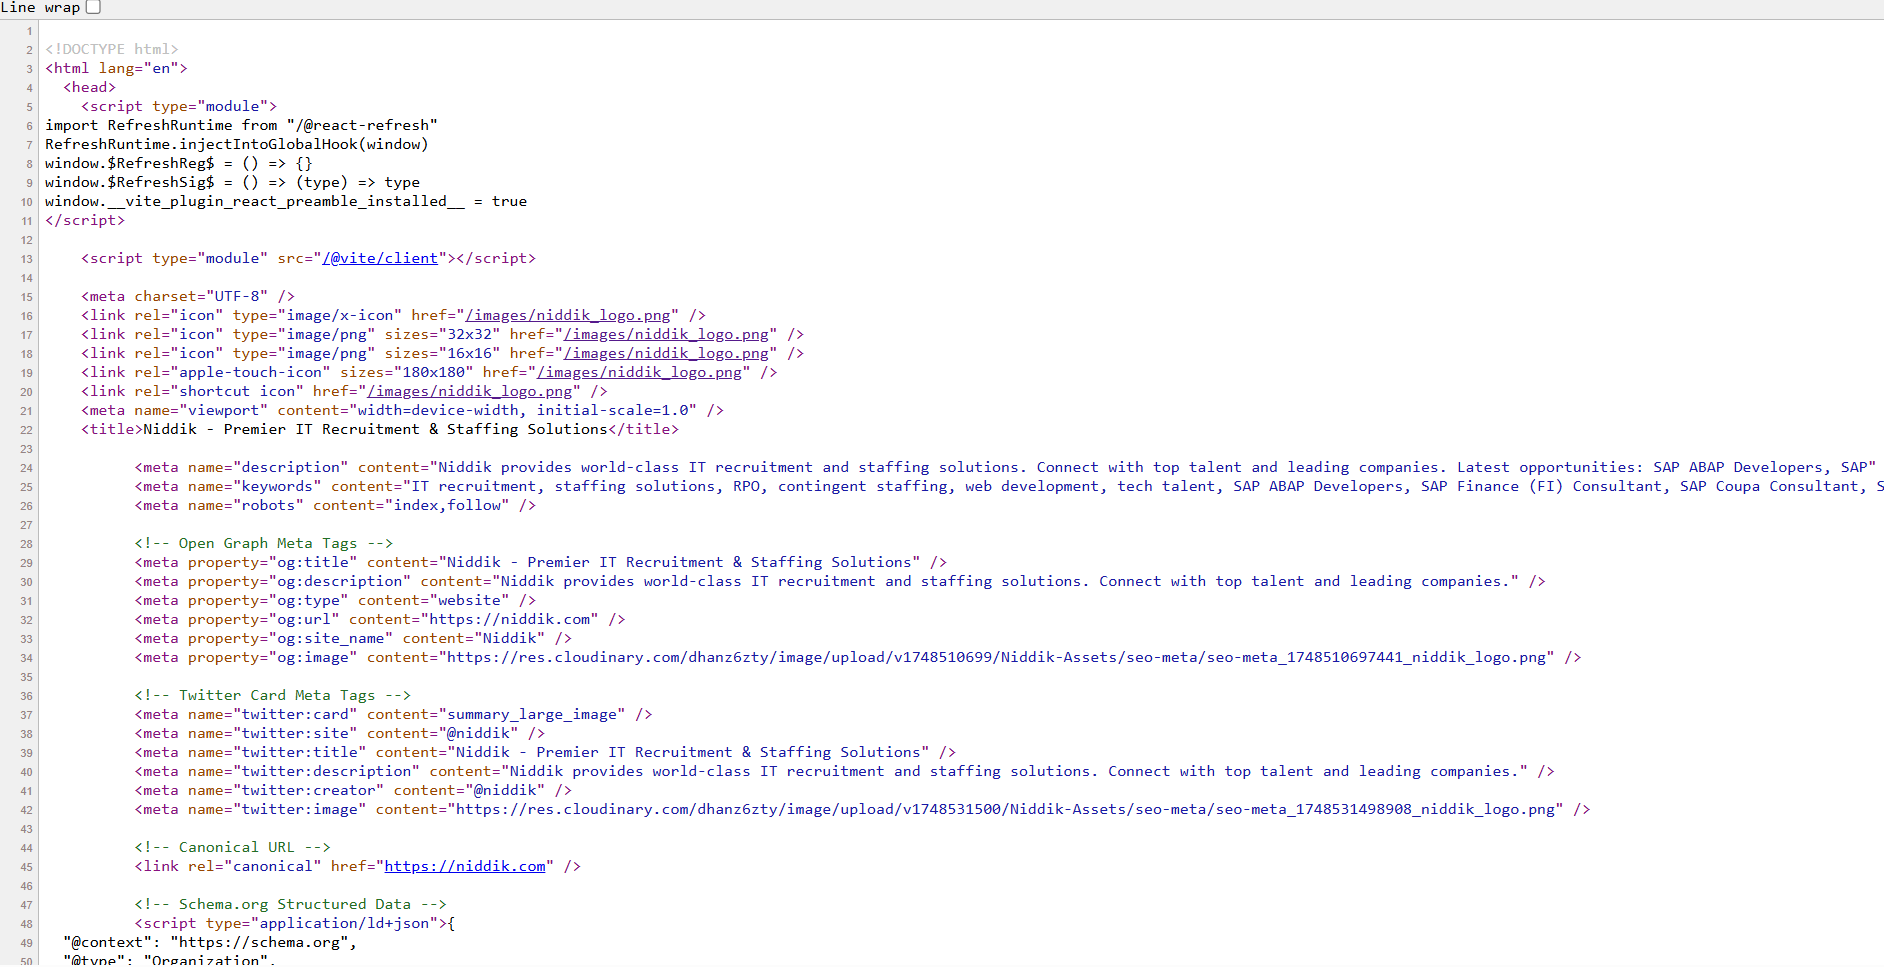 Line wrap
1
2 <!DOCTYPE html>
3 <html lang="en">
4 <head>
5 <script type="module">
6 import RefreshRuntime from "/@react-refresh"
7 RefreshRuntime.injectIntoGlobalHook(window)
8 window.$RefreshReg$ = () => {}
9 window.$RefreshSig$ = () => (type) => type
10 window.__vite_plugin_react_preamble_installed__ = true
11 </script>
12
13 <script type="module" src="/@vite/client"></script>
14
15 <meta charset="UTF-8" />
16 <link rel="icon" type="image/x-icon" href="/images/niddik_logo.png" />
17 <link rel="icon" type="image/png" sizes="32x32" href="/images/niddik_logo.png" />
18 <link rel="icon" type="image/png" sizes="16x16" href="/images/niddik_logo.png" />
19 <link rel="apple-touch-icon" sizes="180x180" href="/images/niddik_logo.png" />
20 <link rel="shortcut icon" href="/images/niddik_logo.png" />
21 <meta name="viewport" content="width=device-width, initial-scale=1.0" />
22 <title>Niddik - Premier IT Recruitment & Staffing Solutions</title>
23
24 <meta name="description" content="Niddik provides world-class IT recruitment and staffing solutions. Connect with top talent and leading companies. Latest opportunities: SAP ABAP Developers, SAP"
25 <meta name="keywords" content="IT recruitment, staffing solutions, RPO, contingent staffing, web development, tech talent, SAP ABAP Developers, SAP Finance (FI) Consultant, SAP Coupa Consultant, S
26 <meta name="robots" content="index,follow" />
27
28 <!-- Open Graph Meta Tags -->
29 <meta property="og:title" content="Niddik - Premier IT Recruitment & Staffing Solutions" />
30 <meta property="og:description" content="Niddik provides world-class IT recruitment and staffing solutions. Connect with top talent and leading companies." />
31 <meta property="og:type" content="website" />
32 <meta property="og:url" content="https://niddik.com" />
33 <meta property="og:site_name" content="Niddik" />
34 <meta property="og:image" content="https://res.cloudinary.com/dhanz6zty/image/upload/v1748510699/Niddik-Assets/seo-meta/seo-meta_1748510697441_niddik_logo.png" />
35
36 <!-- Twitter Card Meta Tags -->
37 <meta name="twitter:card" content="summary_large_image" />
38 <meta name="twitter:site" content="@niddik" />
39 <meta name="twitter:title" content="Niddik - Premier IT Recruitment & Staffing Solutions" />
40 <meta name="twitter:description" content="Niddik provides world-class IT recruitment and staffing solutions. Connect with top talent and leading companies." />
41 <meta name="twitter:creator" content="@niddik" />
42 <meta name="twitter:image" content="https://res.cloudinary.com/dhanz6zty/image/upload/v1748531500/Niddik-Assets/seo-meta/seo-meta_1748531498908_niddik_logo.png" />
43
44 <!-- Canonical URL -->
45 <link rel="canonical" href="https://niddik.com" />
46
47 <!-- Schema.org Structured Data -->
48 <script type="application/ld+json">{
49 "@context": "https://schema.org",
50 "@type": "Organization",